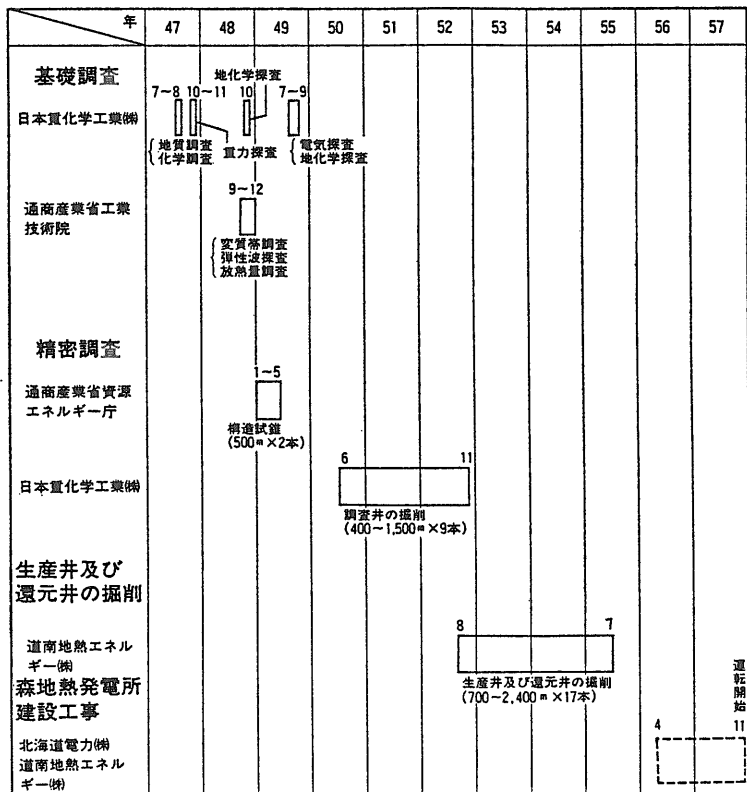 年 47 48 49 50 51 52 53 54 55 56 57
基礎調査
地化学探査
7~8 10~11 10 7~9
日本重化学工業㈱
{地質調査 重力探査 {電気探査
化学調査 地化学探査
9~12
通商産業省工業
技術院
{変質帯調査
弾性波探査
放熱量調査
精密調査
1~5
通商産業省資源
エネルギー庁
構造試錐
(500m×2本)
6 11
日本重化学工業㈱
調査井の掘削
(400~1,500m×9本)
生産井及び
還元井の掘削
8 7
道南地熱エネル
ギー㈱
生産井及び還元井の掘削
(700~2,400m×17本)
森地熱発電所
建設工事
運転開始
4 11
北海道電力㈱
道南地熱エネル
ギー㈱